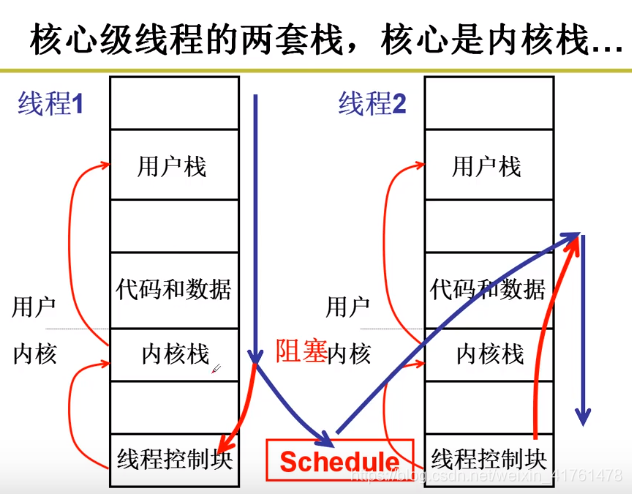 核心级线程的两套栈，核心是内核栈…
线程1
线程2
用户栈
用户栈
代码和数据
代码和数据
用户
用户
内核
内核栈
阻塞
内核
内核栈
线程控制块
Schedule
线程控制块
https://blog.csdn.net/weixin_41761478